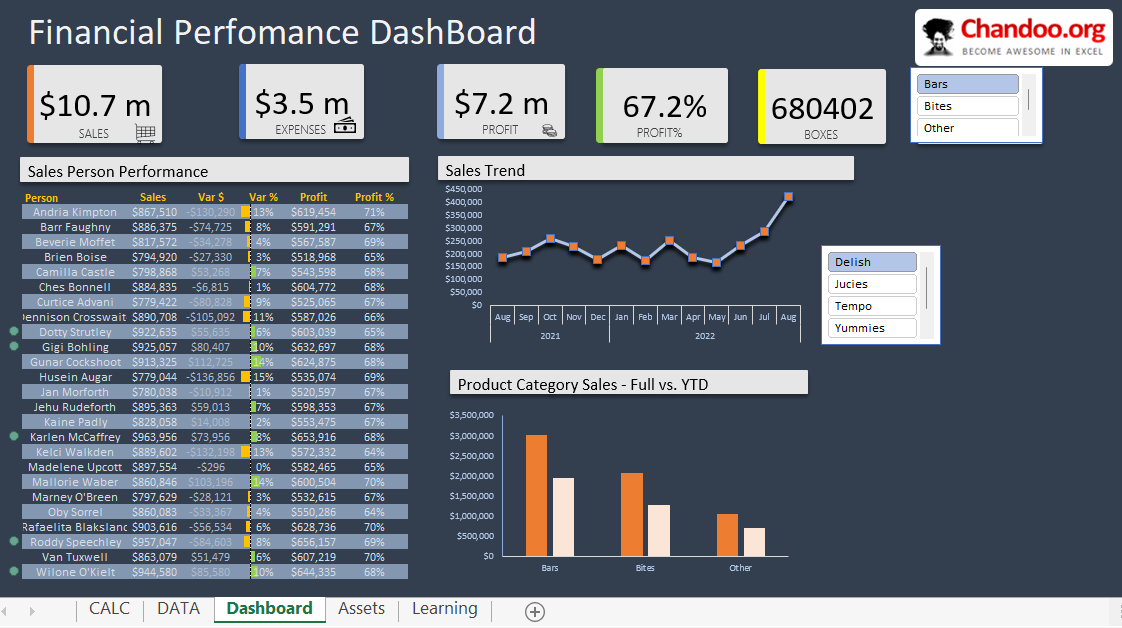 Financial Perfomance DashBoard
Chandoo.org
BECOME AWESOME IN EXCEL
$10.7 m
SALES
$3.5 m
EXPENSES
$7.2 m
PROFIT
67.2%
PROFIT%
680402
BOXES
Bars
Bites
Other
Sales Person Performance
Person Sales Var $ Var % Profit Profit %
Andria Kimpton $867,510 -$130,290 13% $619,454 71%
Barr Faughny $886,375 -$74,725 8% $591,291 67%
Beverie Moffet $817,572 -$34,278 4% $567,587 69%
Brien Boise $794,920 -$27,330 3% $518,968 65%
Camilla Castle $798,868 $53,268 7% $543,598 68%
Ches Bonnell $884,835 -$6,815 1% $604,772 68%
Curtice Advani $779,422 -$80,828 9% $525,065 67%
Dennison Crosswait $890,708 -$105,092 11% $587,026 66%
Dotty Strutley $922,635 $55,635 6% $603,039 65%
Gigi Bohling $925,057 $80,407 10% $632,697 68%
Gunar Cockshoot $913,325 $112,725 14% $624,875 68%
Husein Augar $779,044 -$136,856 15% $535,074 69%
Jan Morforth $780,038 -$10,912 1% $520,597 67%
Jehu Rudeforth $895,363 $59,013 7% $598,353 67%
Kaine Padly $828,058 $14,008 2% $553,475 67%
Karlen McCaffrey $963,956 $73,956 8% $653,916 68%
Kelci Walkden $889,602 -$132,198 13% $572,332 64%
Madelene Upcott $897,554 -$296 0% $582,465 65%
Mallorie Waber $860,846 $103,196 14% $600,504 70%
Marney O'Breen $797,629 -$28,121 3% $532,615 67%
Oby Sorrel $860,083 -$33,367 4% $550,286 64%
Rafaelita Blaksland $903,616 -$56,534 6% $628,736 70%
Roddy Speechley $957,047 -$84,603 8% $656,157 69%
Van Tuxwell $863,079 $51,479 6% $607,219 70%
Wilone O'Kielt $944,580 $85,580 10% $644,335 68%
Sales Trend
$450,000
$400,000
$350,000
$300,000
$250,000
$200,000
$150,000
$100,000
$50,000
$0
Aug Sep Oct Nov Dec Jan Feb Mar Apr May Jun Jul Aug
2021 2022
Delish
Jucies
Tempo
Yummies
Product Category Sales - Full vs. YTD
$3,500,000
$3,000,000
$2,500,000
$2,000,000
$1,500,000
$1,000,000
$500,000
$0
Bars Bites Other
CALC DATA Dashboard Assets Learning